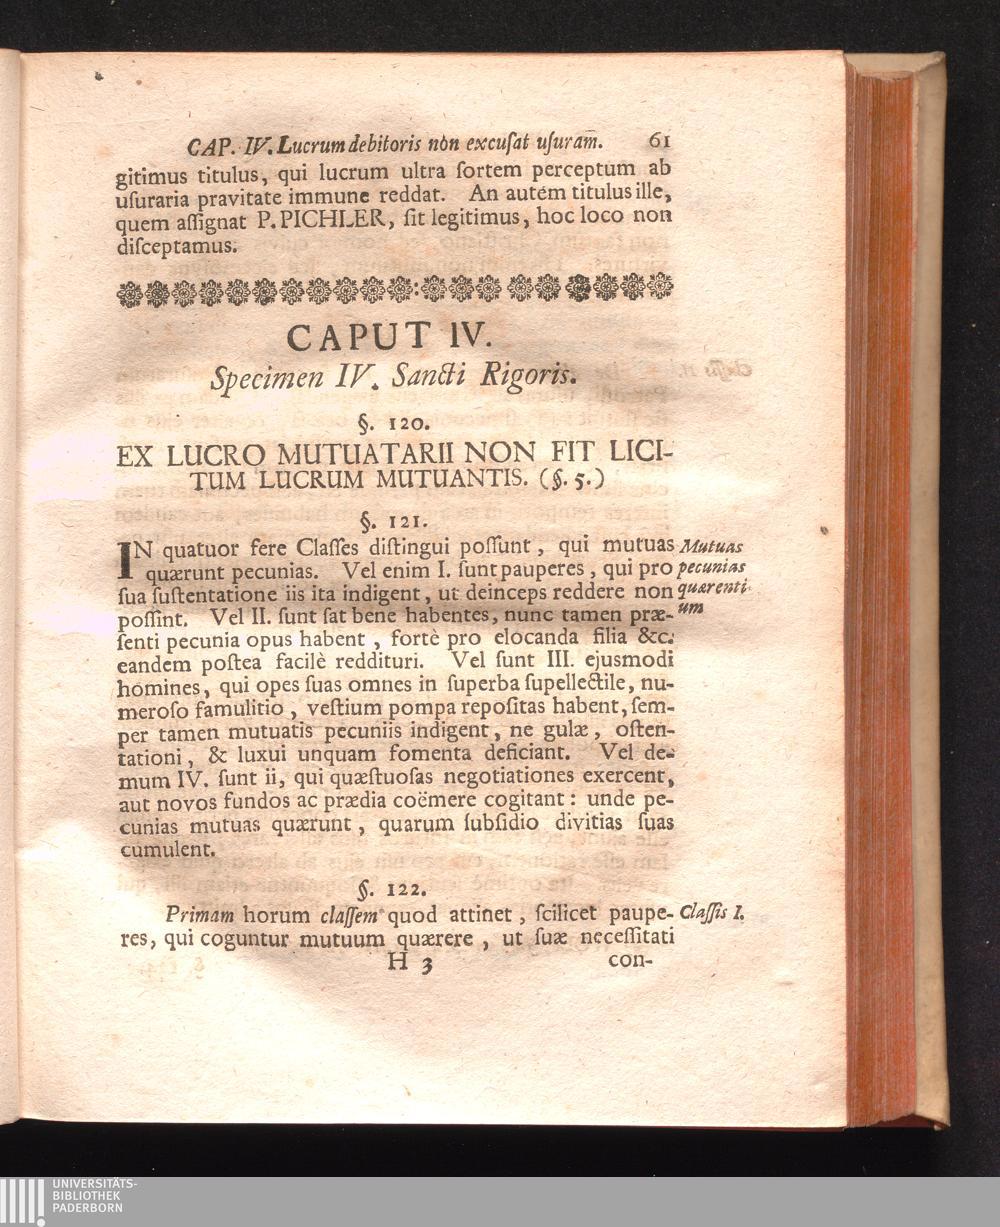 CAP. IV. Lucrum debitoris non excuſat uſuram̄. 61
gitimus titulus, qui lucrum ultra ſortem perceptum ab
uſuraria pravitate immune reddat. An autém titulus ille,
quem aſſignat P. PICHLER, ſit legitimus, hoc loco non
diſceptamus.
CAPUT IV.
Specimen IV. Sancti Rigoris.
§. 120.
EX LUCRO MUTUATARII NON FIT LICI-
TUM LUCRUM MUTUANTIS. (§. 5.)
§. 121.
IN quatuor fere Claſſes diſtingui poſſunt, qui mutuas
quærunt pecunias. Vel enim I. ſunt pauperes, qui pro
ſua ſuſtentatione iis ita indigent, ut deinceps reddere non
poſſint. Vel II. ſunt ſat bene habentes, nunc tamen præ-
ſenti pecunia opus habent, fortè pro elocanda filia &c.
eandem poſtea facilè reddituri. Vel ſunt III. ejusmodi
homines, qui opes ſuas omnes in ſuperba ſupellectile, nu-
meroſo famulitio, veſtium pompa repoſitas habent, ſem-
per tamen mutuatis pecuniis indigent, ne gulæ, oſten-
tationi, & luxui unquam fomenta deficiant. Vel de-
mum IV. ſunt ii, qui quæſtuoſas negotiationes exercent,
aut novos fundos ac prædia coëmere cogitant: unde pe-
cunias mutuas quærunt, quarum ſubſidio divitias ſuas
cumulent.
Mutuas
pecunias
quærenti-
um
§. 122.
Primam horum claſſem quod attinet, ſcilicet paupe-
res, qui coguntur mutuum quærere, ut ſuæ neceſſitati
Claſſis I.
H 3 con-
UNIVERSITÄTS-
BIBLIOTHEK
PADERBORN